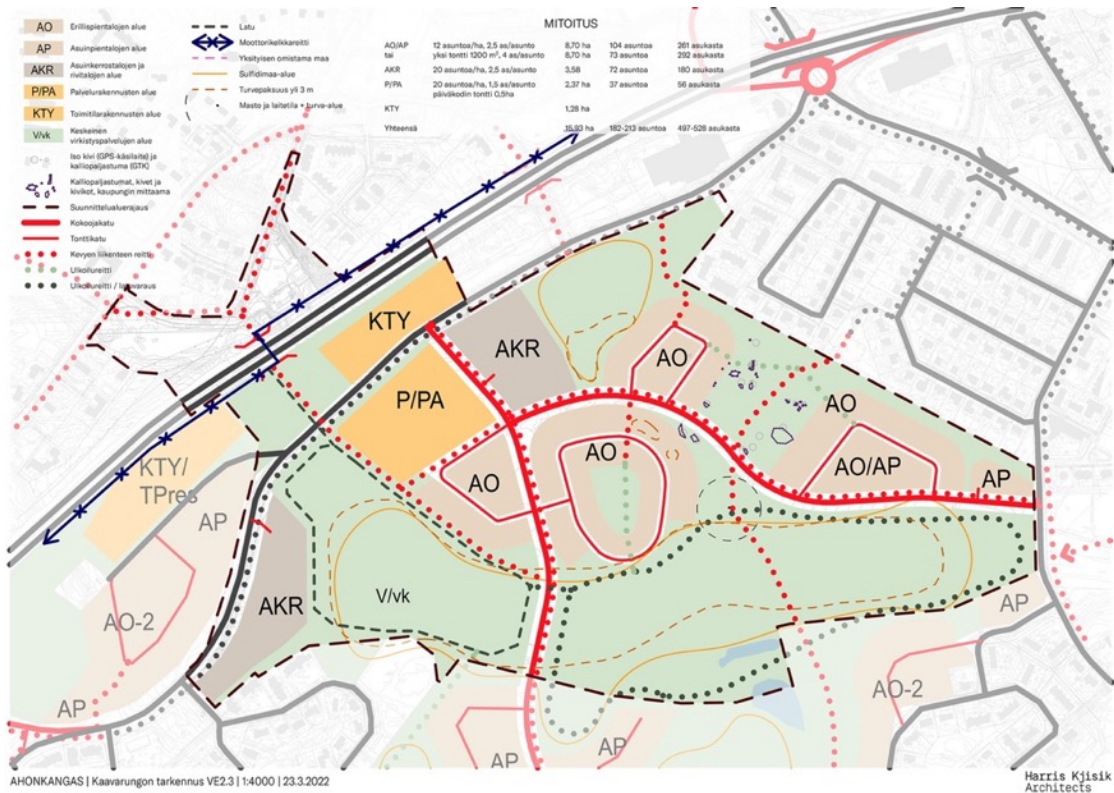 AO Erillispientalojen alue
AP Asuinpientalojen alue
AKR Asuinkerrostalojen ja
rivitalojen alue
P/PA Palvelurakennusten alue
KTY Toimitilarakennusten alue
V/vk Keskeinen
virkistyspalvelujen alue
Iso kivi (GPS-käsilaite) ja
kalliopaljastuma (GTK)
Kalliopaljastumat, kivet ja
kivikot, kaupungin mittaama
Suunnittelualuerajaus
Kokoojakatu
Tonttikatu
Kevyen liikenteen reitti
Ulkoilureitti
Ulkoilureitti /
Latu
Moottorikelkkareitti
Yksityisen omistama maa
Sulfidimaa-alue
Turvepaksuus yli 3 m
Masto ja laitetila + turva-alue
MITOITUS
AO/AP 12 asuntoa/ha, 2,5 as/asunto 8,70 ha 104 asuntoa 261 asukasta
tai yksi tontti 1200 m², 4 as/asunto 8,70 ha 73 asuntoa 292 asukasta
AKR 20 asuntoa/ha, 2,5 as/asunto 3,58 72 asuntoa 180 asukasta
P/PA 20 asuntoa/ha, 1,5 as/asunto 2,37 ha 37 asuntoa 56 asukasta
päiväkodin tontti 0,5ha
KTY 1,28 ha
Yhteensä 15,93 ha 182-213 asuntoa 497-528 asukasta
KTY
AKR
AO
P/PA
AO
AO
AO
AO/AP
AP
KTY/
TPres
AP
AKR
V/vk
AO-2
AP
AP
AO-2
AP
AP
AHONKANGAS | Kaavarungon tarkennus VE2.3 | 1:4000 | 23.3.2022
Harris Kjisik
Architects